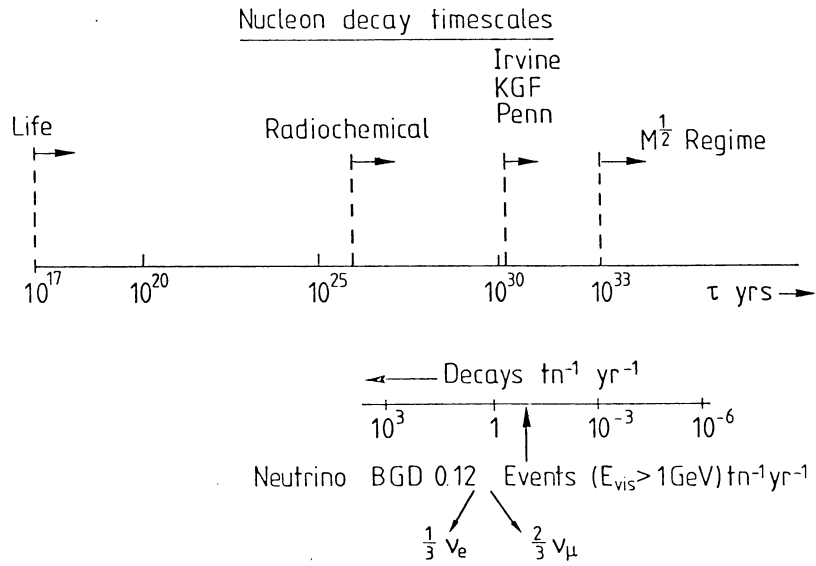 Nucleon decay timescales
Irvine
KGF
Penn
Life
Radiochemical
M^{1/2} Regime
10^{17} 10^{20} 10^{25} 10^{30} 10^{33} τ yrs
Decays tn^{-1} yr^{-1}
10^{3} 1 10^{-3} 10^{-6}
Neutrino BGD 0.12 Events (E_{vis}> 1GeV) tn^{-1}yr^{-1}
1/3 ν_e 2/3 ν_μ